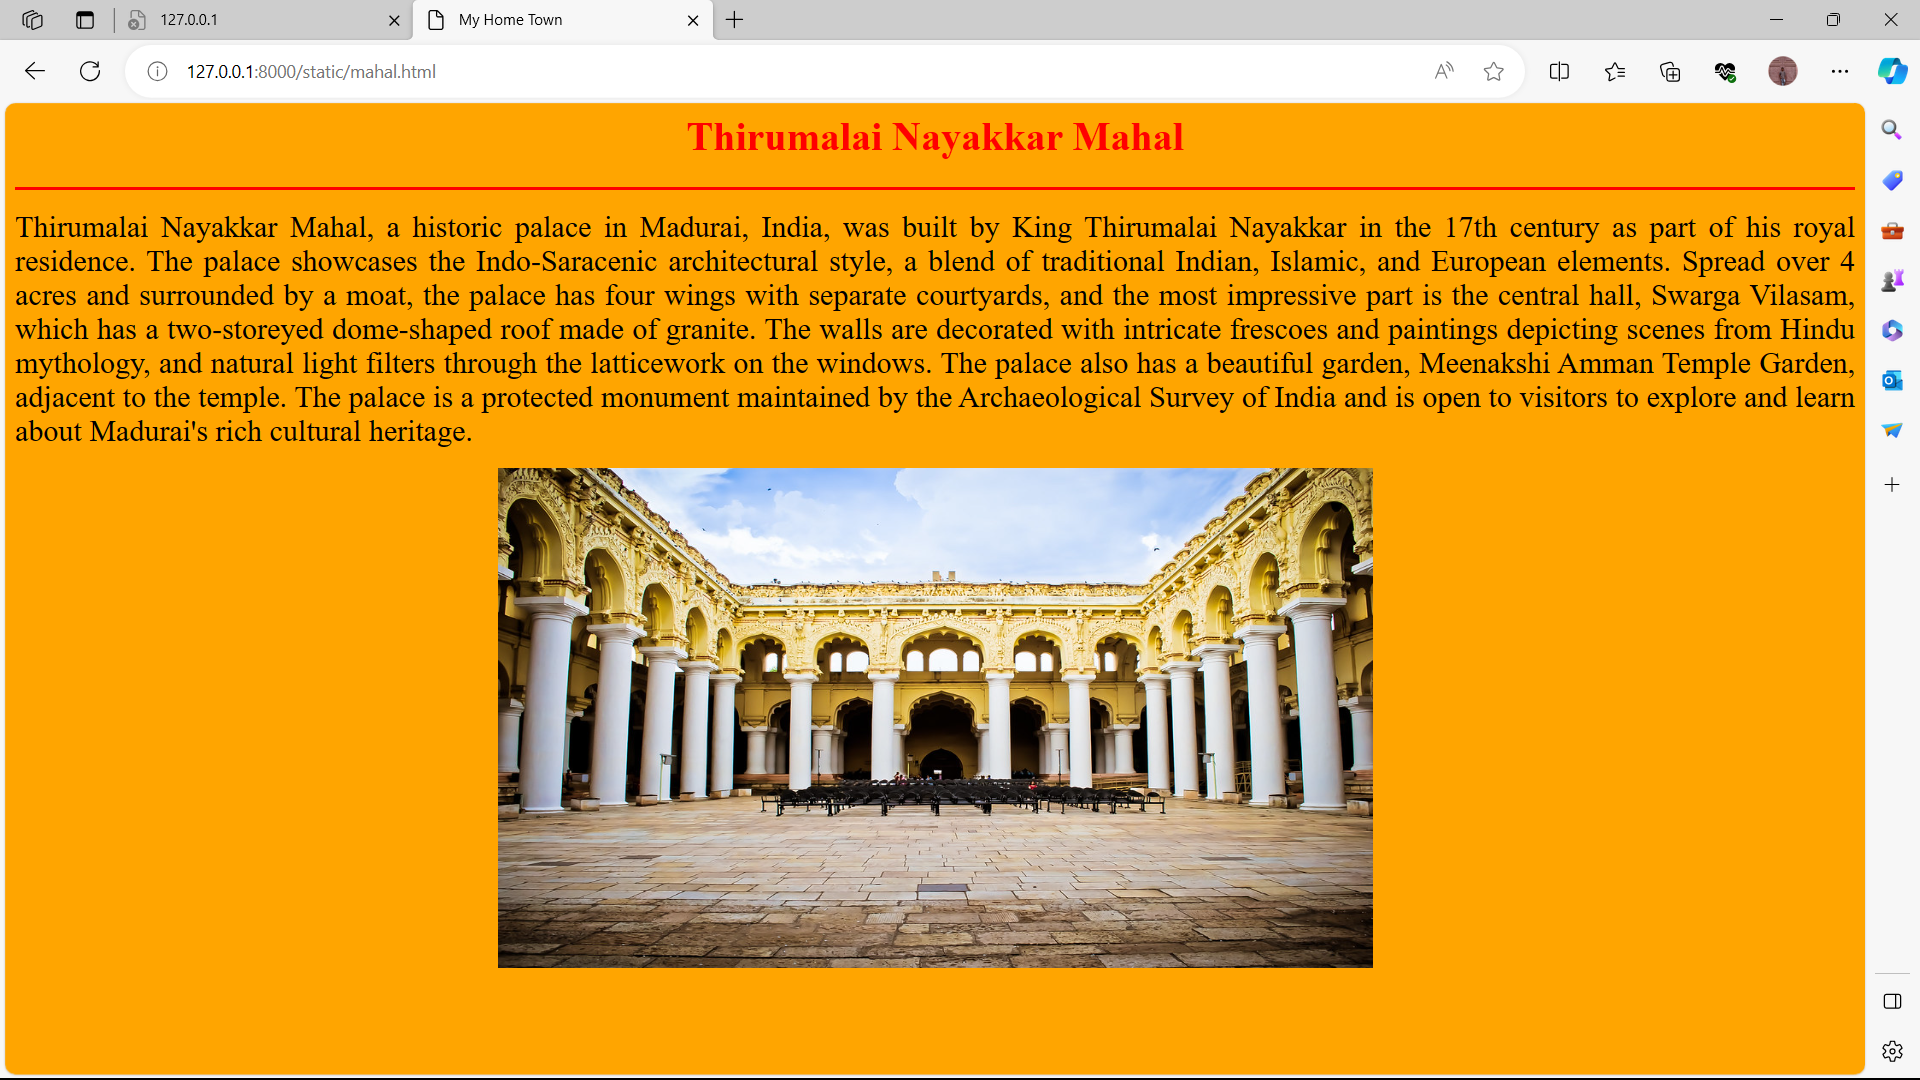 127.0.0.1
My Home Town
127.0.0.1:8000/static/mahal.html
Thirumalai Nayakkar Mahal
Thirumalai Nayakkar Mahal, a historic palace in Madurai, India, was built by King Thirumalai Nayakkar in the 17th century as part of his royal
residence. The palace showcases the Indo-Saracenic architectural style, a blend of traditional Indian, Islamic, and European elements. Spread over 4
acres and surrounded by a moat, the palace has four wings with separate courtyards, and the most impressive part is the central hall, Swarga Vilasam,
which has a two-storeyed dome-shaped roof made of granite. The walls are decorated with intricate frescoes and paintings depicting scenes from Hindu
mythology, and natural light filters through the latticework on the windows. The palace also has a beautiful garden, Meenakshi Amman Temple Garden,
adjacent to the temple. The palace is a protected monument maintained by the Archaeological Survey of India and is open to visitors to explore and learn
about Madurai's rich cultural heritage.